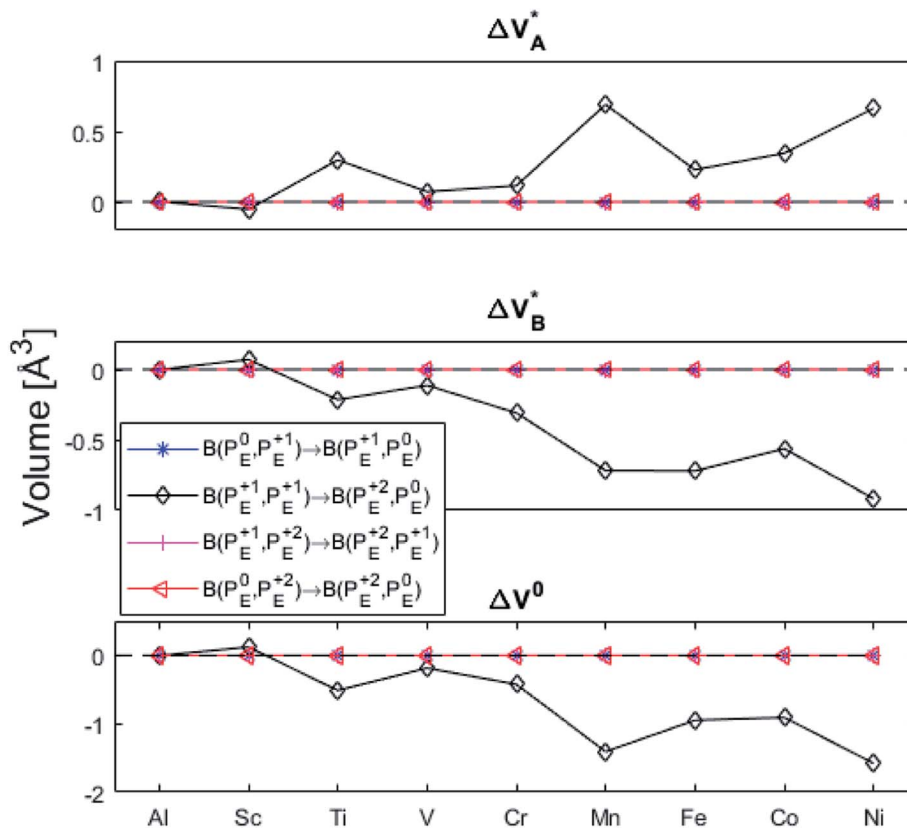 ΔV*A
1
0.5
0
ΔV*B
0
-0.5
-1
Volume [Å³]
B(P⁰E,P⁺¹E)→B(P⁺¹E,P⁰E)
B(P⁺¹E,P⁺¹E)→B(P⁺²E,P⁰E)
B(P⁺¹E,P⁺²E)→B(P⁺²E,P⁺¹E)
B(P⁰E,P⁺²E)→B(P⁺²E,P⁰E)
ΔV⁰
0
-1
-2
Al Sc Ti V Cr Mn Fe Co Ni